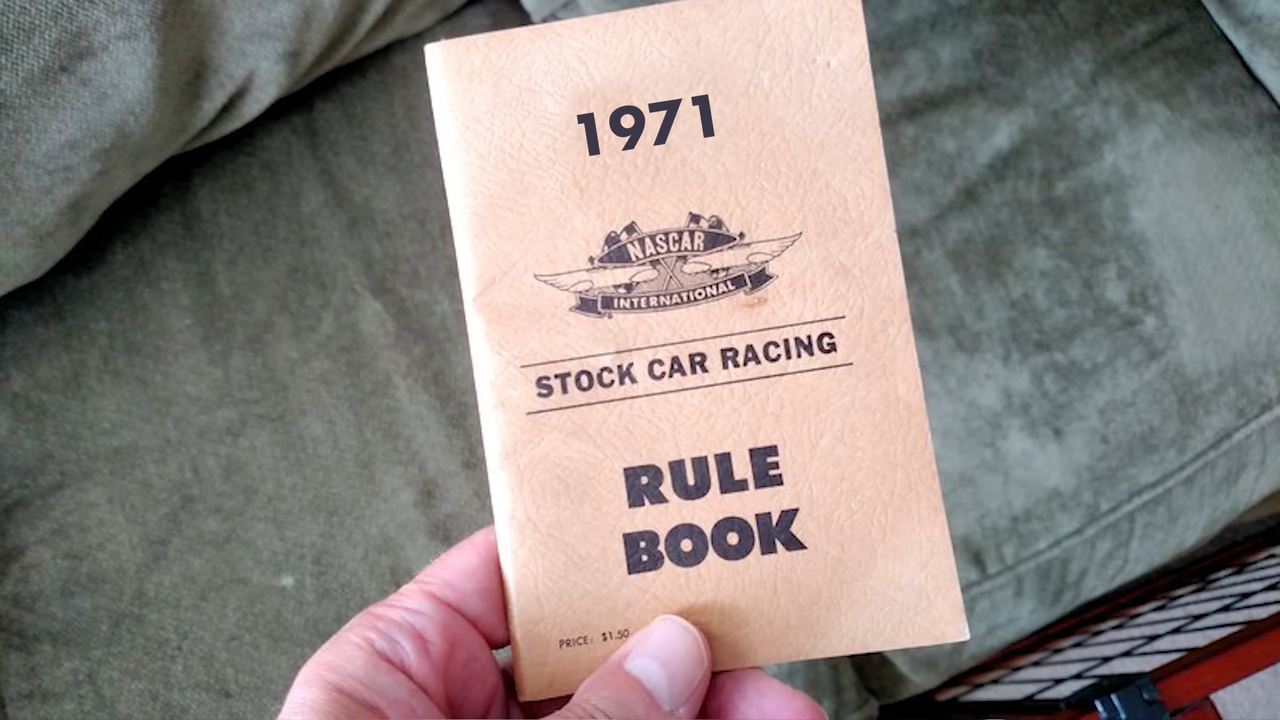 1971
NASCAR
INTERNATIONAL
STOCK CAR RACING
RULE
BOOK
PRICE: $1.50